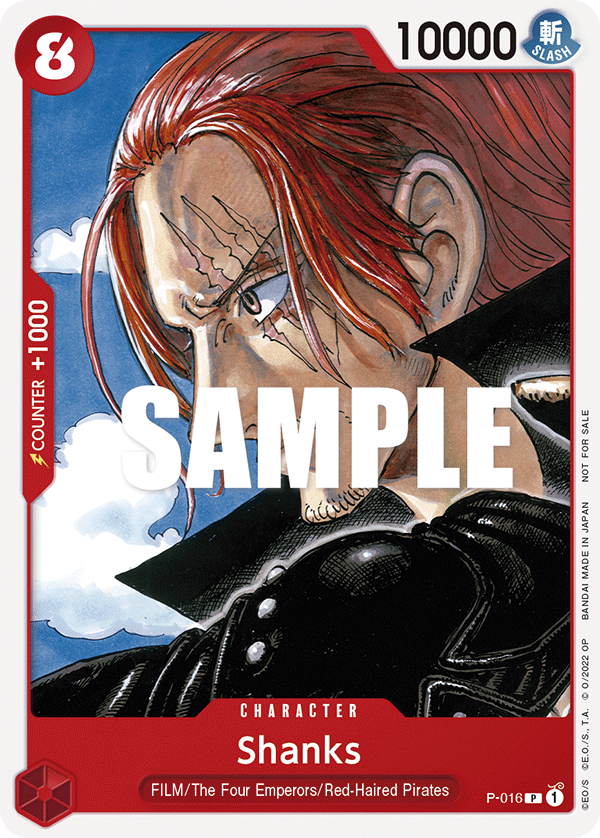 8
10000
斬
SLASH
COUNTER +1000
SAMPLE
CHARACTER
Shanks
FILM/The Four Emperors/Red-Haired Pirates
P-016 P 1
©EO/S ©E.O./S., T.A. © O/2022 OP BANDAI MADE IN JAPAN NOT FOR SALE